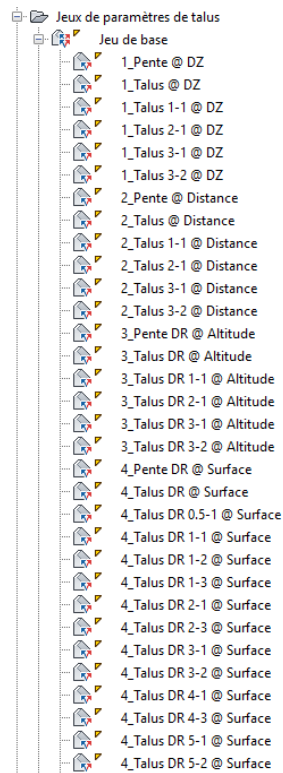 Jeux de paramètres de talus
Jeu de base
1_Pente @ DZ
1_Talus @ DZ
1_Talus 1-1 @ DZ
1_Talus 2-1 @ DZ
1_Talus 3-1 @ DZ
1_Talus 3-2 @ DZ
2_Pente @ Distance
2_Talus @ Distance
2_Talus 1-1 @ Distance
2_Talus 2-1 @ Distance
2_Talus 3-1 @ Distance
2_Talus 3-2 @ Distance
3_Pente DR @ Altitude
3_Talus DR @ Altitude
3_Talus DR 1-1 @ Altitude
3_Talus DR 2-1 @ Altitude
3_Talus DR 3-1 @ Altitude
3_Talus DR 3-2 @ Altitude
4_Pente DR @ Surface
4_Talus DR @ Surface
4_Talus DR 0.5-1 @ Surface
4_Talus DR 1-1 @ Surface
4_Talus DR 1-2 @ Surface
4_Talus DR 1-3 @ Surface
4_Talus DR 2-1 @ Surface
4_Talus DR 2-3 @ Surface
4_Talus DR 3-1 @ Surface
4_Talus DR 3-2 @ Surface
4_Talus DR 4-1 @ Surface
4_Talus DR 4-3 @ Surface
4_Talus DR 5-1 @ Surface
4_Talus DR 5-2 @ Surface